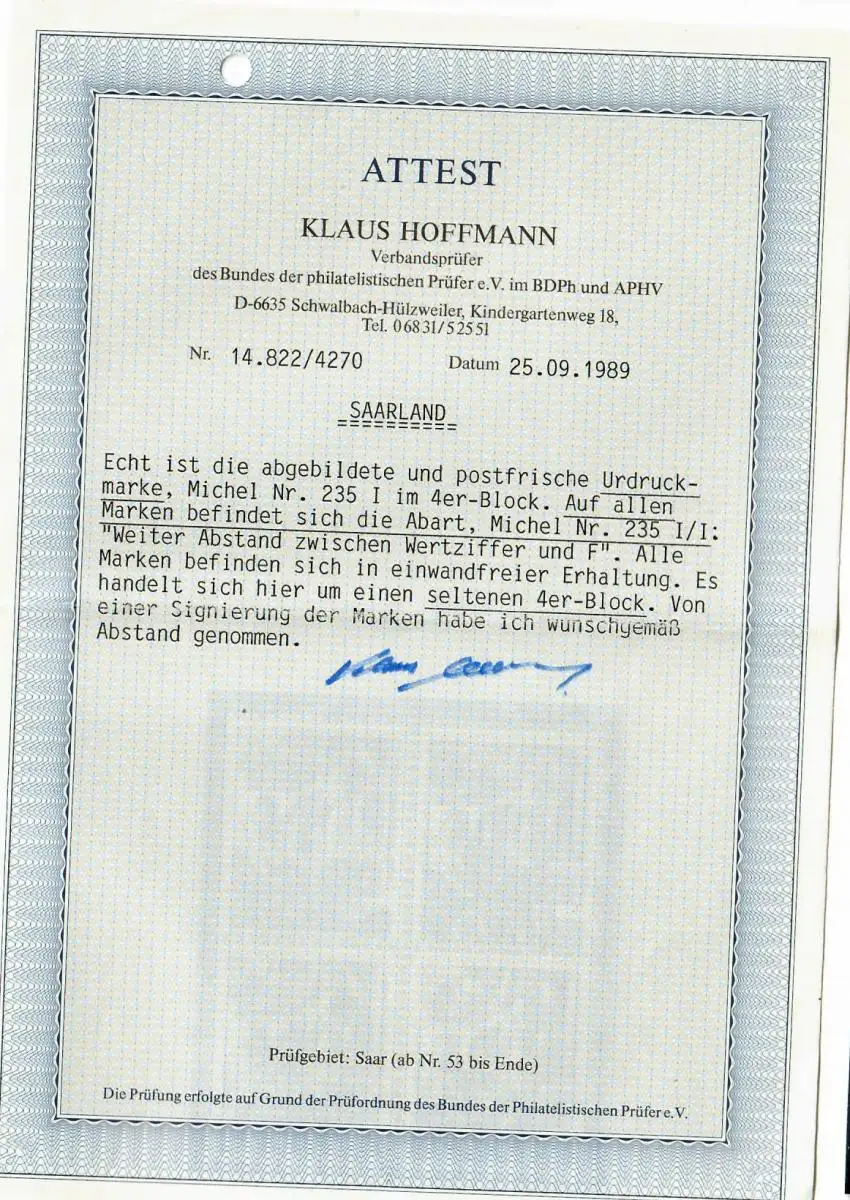 ATTEST
KLAUS HOFFMANN
Verbandsprüfer
des Bundes der philatelistischen Prüfer e.V. im BDPh und APHV
D-6635 Schwalbach-Hülzweiler, Kindergartenweg 18,
Tel. 06831/52551
Nr. 14.822/4270 Datum 25.09.1989
SAARLAND
==========
Echt ist die abgebildete und postfrische Urdruck-
marke, Michel Nr. 235 I im 4er-Block. Auf allen
Marken befindet sich die Abart, Michel Nr. 235 I/I:
"Weiter Abstand zwischen Wertziffer und F". Alle
Marken befinden sich in einwandfreier Erhaltung. Es
handelt sich hier um einen seltenen 4er-Block. Von
einer Signierung der Marken habe ich wunschgemäß
Abstand genommen.
Prüfgebiet: Saar (ab Nr. 53 bis Ende)
Die Prüfung erfolgte auf Grund der Prüfordnung des Bundes der Philatelistischen Prüfer e.V.